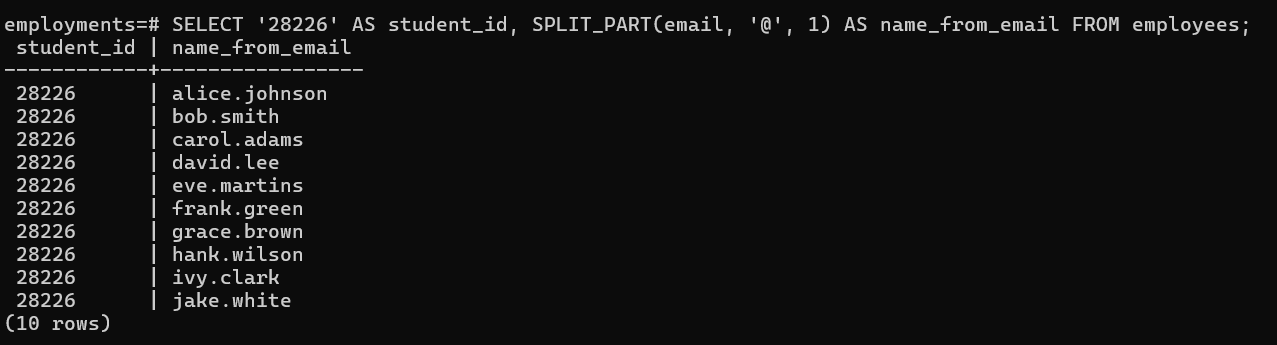 employments=# SELECT '28226' AS student_id, SPLIT_PART(email, '@', 1) AS name_from_email FROM employees;
 student_id | name_from_email
------------+-----------------
 28226      | alice.johnson
 28226      | bob.smith
 28226      | carol.adams
 28226      | david.lee
 28226      | eve.martins
 28226      | frank.green
 28226      | grace.brown
 28226      | hank.wilson
 28226      | ivy.clark
 28226      | jake.white
(10 rows)